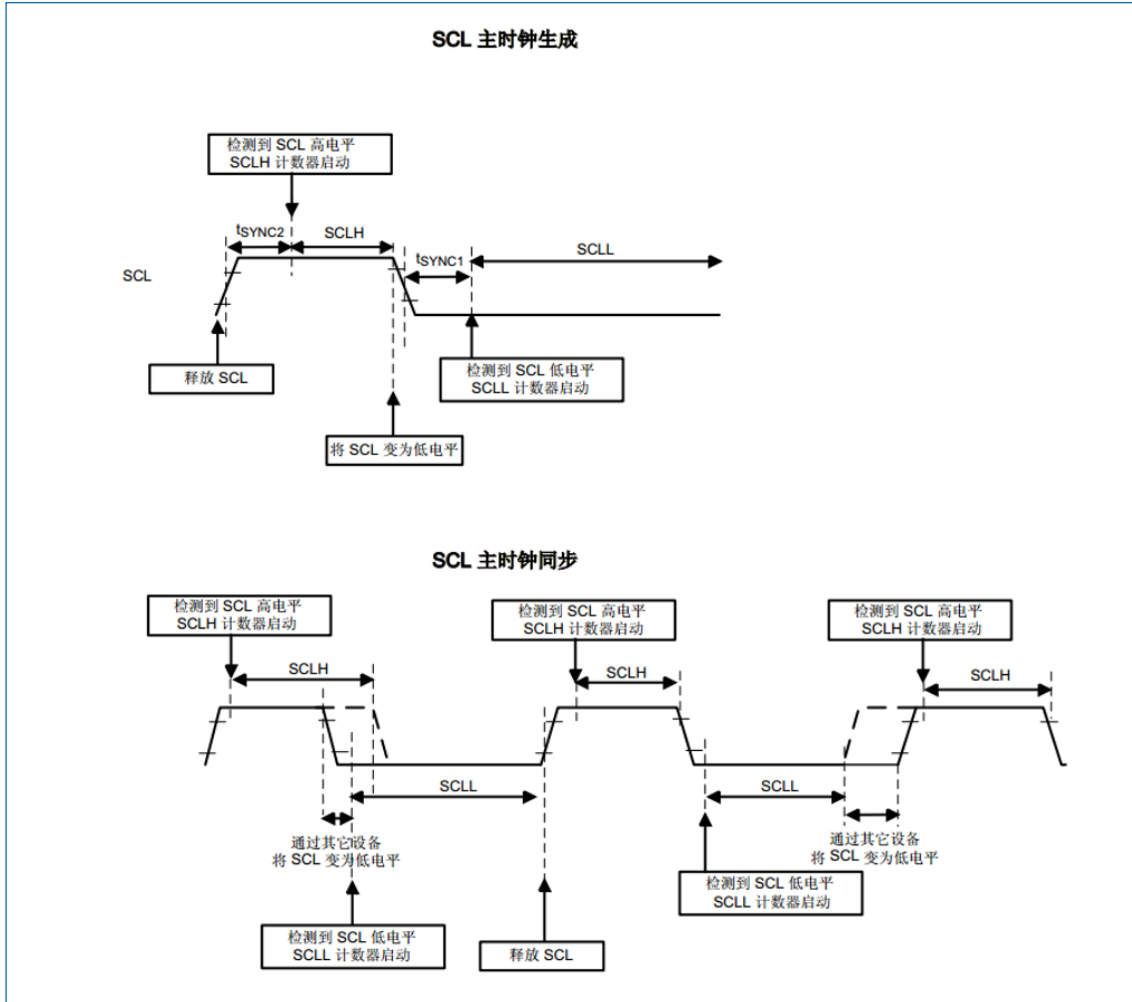 SCL 主时钟生成
检测到 SCL 高电平
SCLH 计数器启动
tSYNC2
SCLH
tSYNC1
SCLL
SCL
释放 SCL
检测到 SCL 低电平
SCLL 计数器启动
将 SCL 变为低电平
SCL 主时钟同步
检测到 SCL 高电平
SCLH 计数器启动
检测到 SCL 高电平
SCLH 计数器启动
检测到 SCL 高电平
SCLH 计数器启动
SCLH
SCLH
SCLH
SCLL
SCLL
通过其它设备
将 SCL 变为低电平
通过其它设备
将 SCL 变为低电平
检测到 SCL 低电平
SCLL 计数器启动
检测到 SCL 低电平
SCLL 计数器启动
释放 SCL